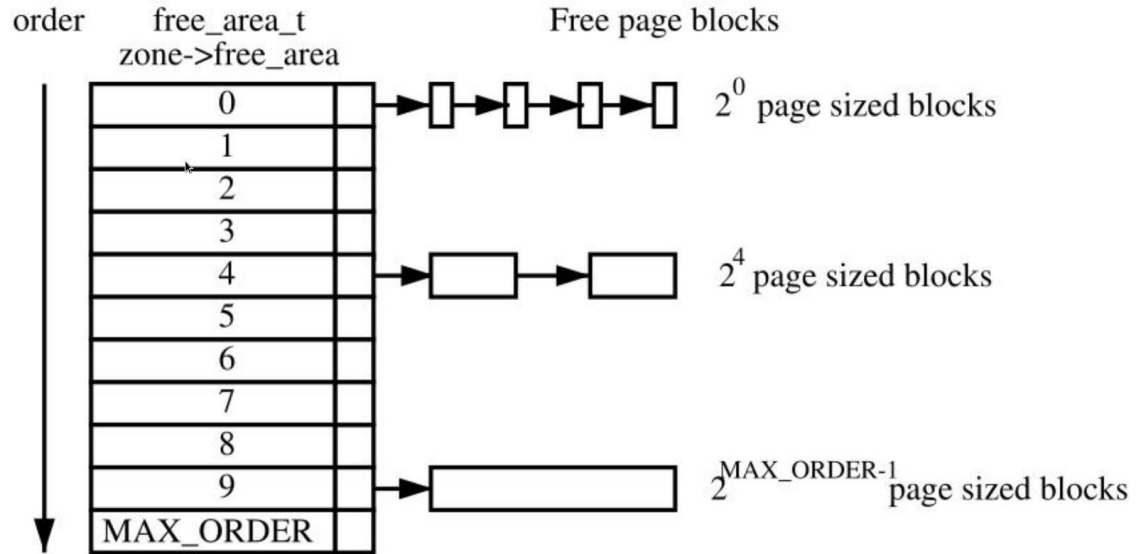 order free_area_t Free page blocks
zone->free_area
0 2^0 page sized blocks
1
2
3
4 2^4 page sized blocks
5
6
7
8
9 2^MAX_ORDER-1 page sized blocks
MAX_ORDER